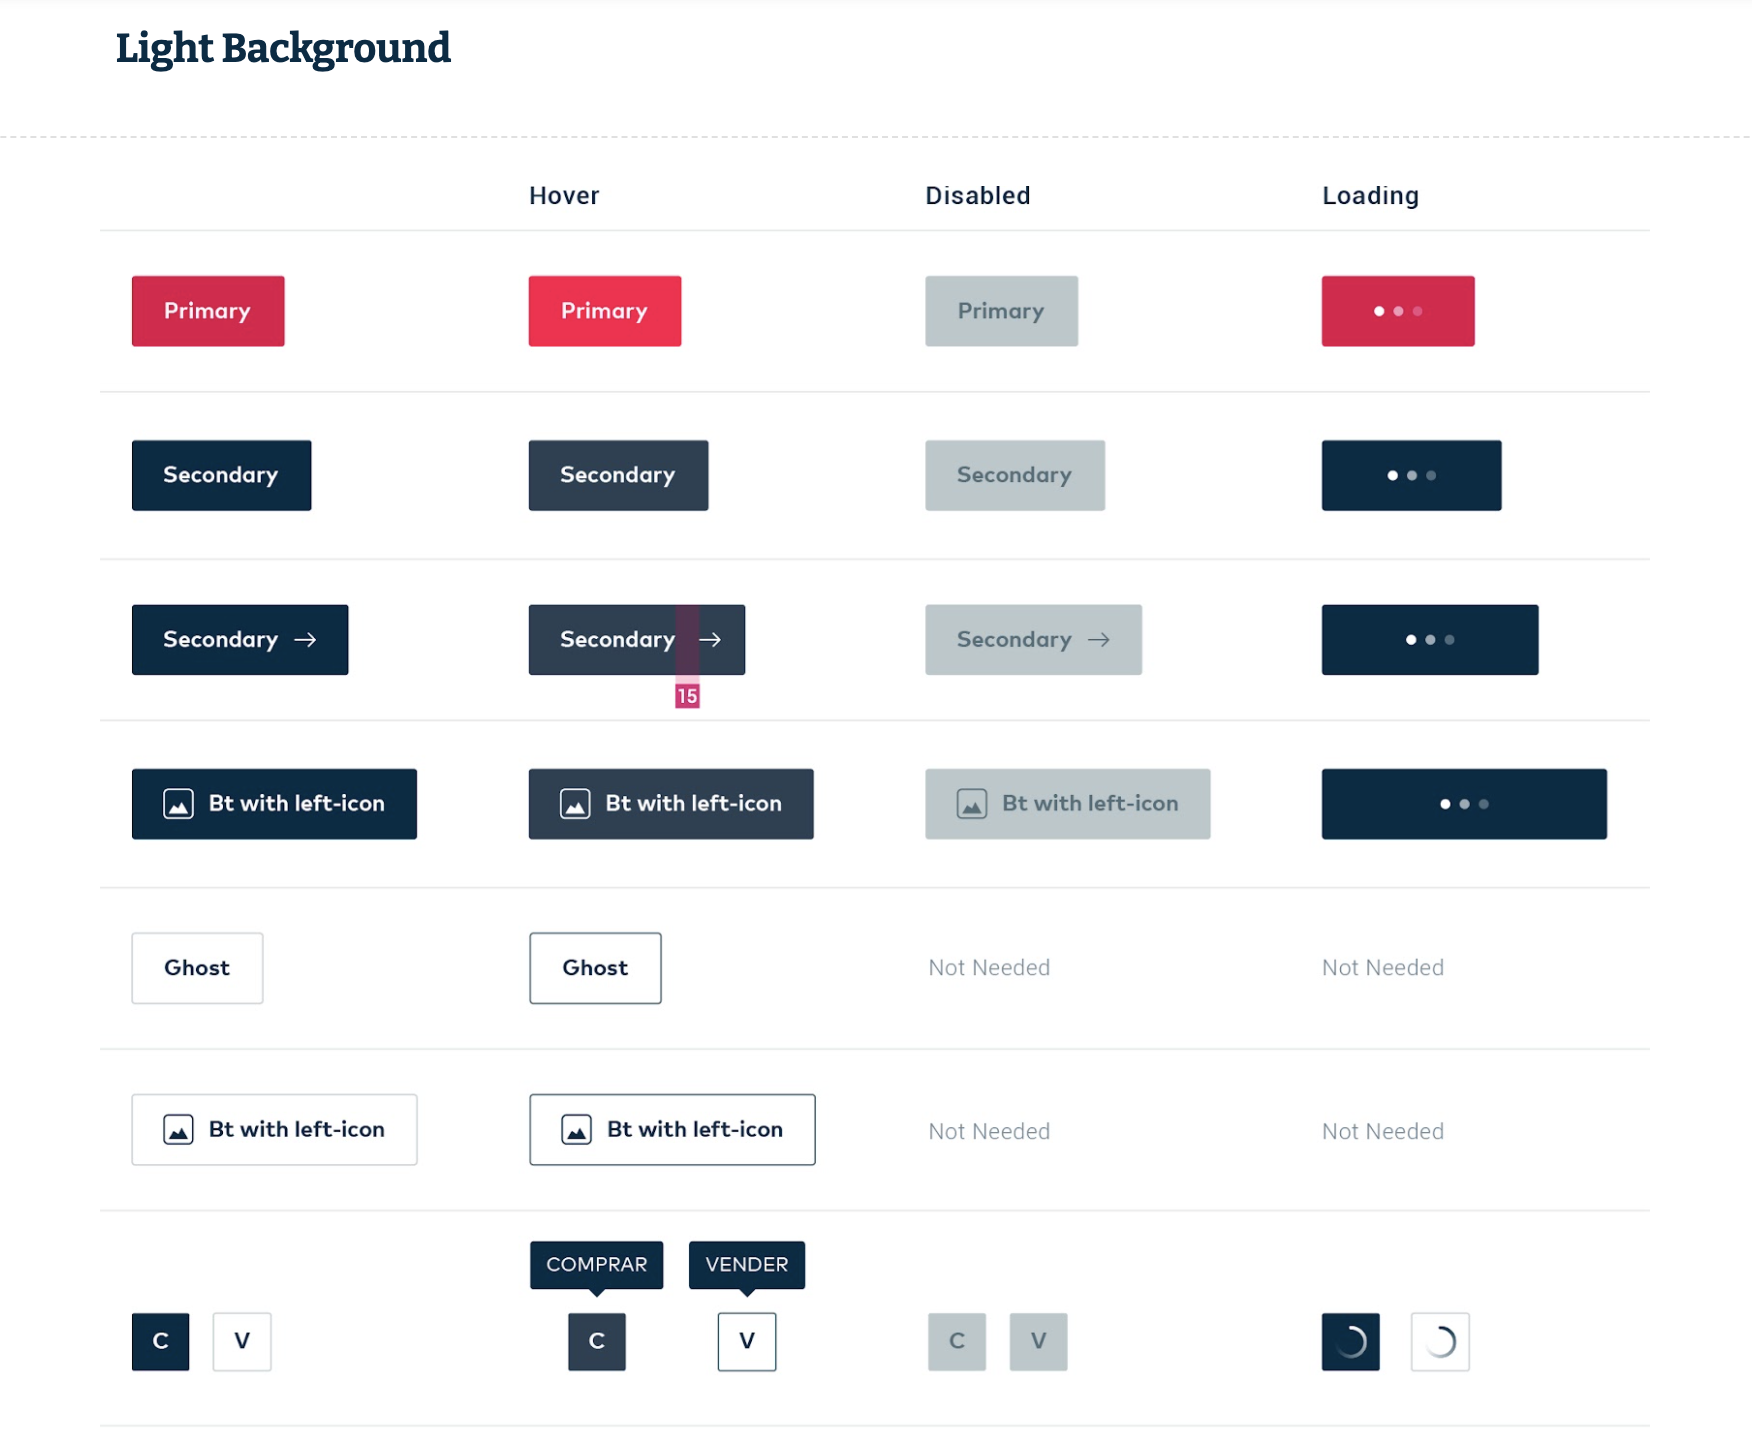 Light Background
Hover Disabled Loading
Primary Primary Primary
Secondary Secondary Secondary
Secondary → Secondary → Secondary →
15
Bt with left-icon Bt with left-icon Bt with left-icon
Ghost Ghost Not Needed Not Needed
Bt with left-icon Bt with left-icon Not Needed Not Needed
COMPRAR VENDER
C V C V C V